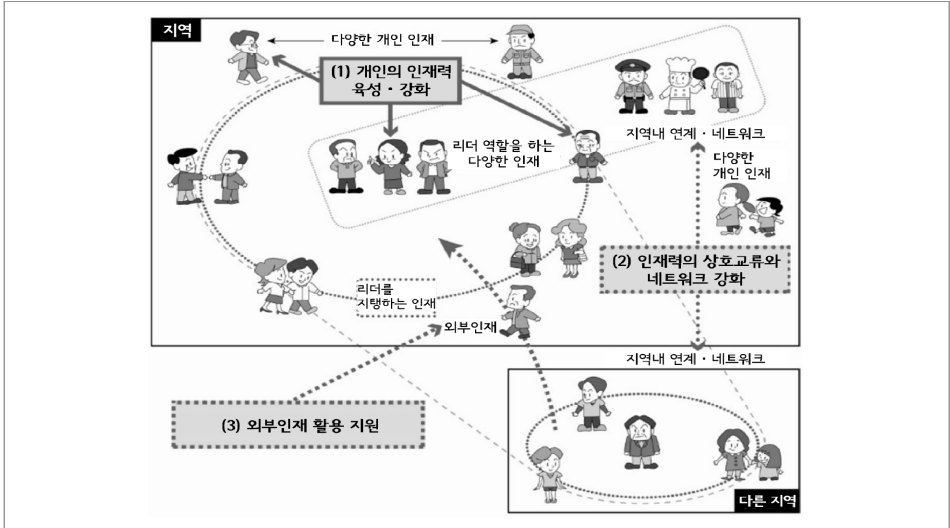 지역
다양한 개인 인재
(1) 개인의 인재력
육성·강화
리더 역할을 하는
다양한 인재
지역내 연계·네트워크
다양한
개인 인재
(2) 인재력의 상호교류와
네트워크 강화
리더를
지탱하는 인재
외부인재
지역내 연계·네트워크
(3) 외부인재 활용 지원
다른 지역